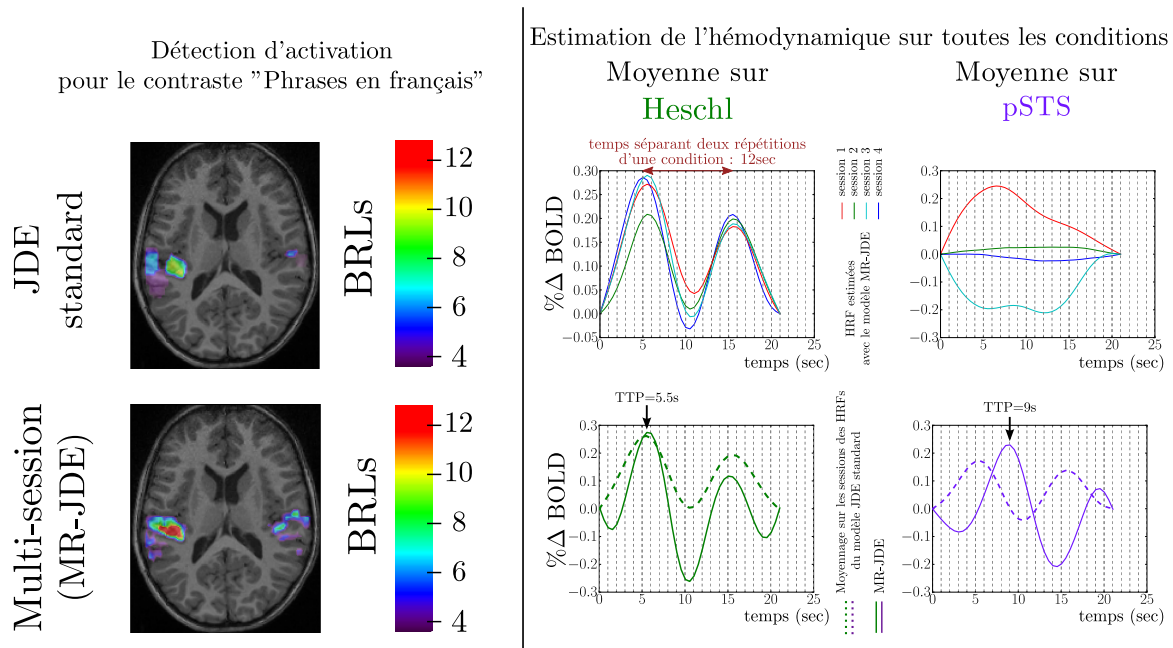 Détection d'activation
pour le contraste "Phrases en français"
JDE
standard
BRLs
12
10
8
6
4
Multi-session
(MR-JDE)
BRLs
12
10
8
6
4
Estimation de l'hémodynamique sur toutes les conditions
Moyenne sur
Heschl
Moyenne sur
pSTS
temps séparant deux répétitions
d'une condition : 12sec
%Δ BOLD
0.30
0.25
0.20
0.15
0.10
0.05
0.00
−0.05
0 5 10 15 20 25
temps (sec)
session 1
session 2
session 3
session 4
HRF estimées
avec le modèle MR-JDE
0.3
0.2
0.1
0.0
−0.1
−0.2
−0.3
0 5 10 15 20 25
temps (sec)
TTP=5.5s
%Δ BOLD
0.3
0.2
0.1
0.0
−0.1
−0.2
−0.3
0 5 10 15 20 25
temps (sec)
Moyennage sur les sessions des HRFs
du modèle JDE standard
MR-JDE
TTP=9s
0.3
0.2
0.1
0.0
−0.1
−0.2
−0.3
0 5 10 15 20 25
temps (sec)